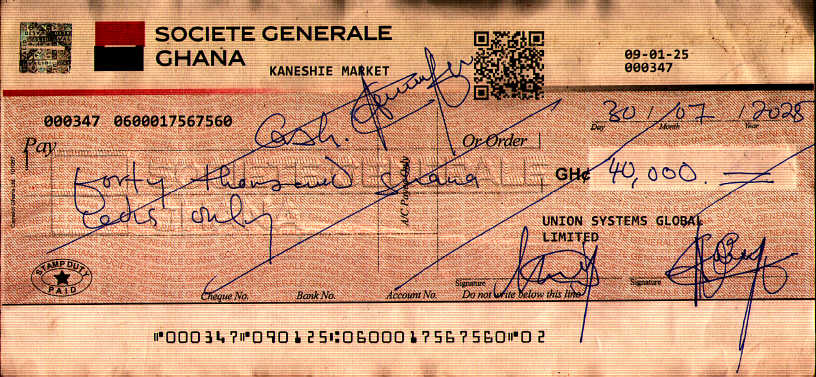 SOCIETE GENERALE
GHANA
KANESHIE MARKET
09-01-25
000347
000347 0600017567560
Cash.
30 / 07 / 2025
Day Month Year
Pay
Or Order
Forty thousand Ghana
GH¢ 40,000.
Cedis only
A/C Payee Only
UNION SYSTEMS GLOBAL
LIMITED
STAMP DUTY
PAID
Signature
Signature
Cheque No. Bank No. Account No. Do not write below this line
⑈000347⑈090125⑆0600017567560⑈02